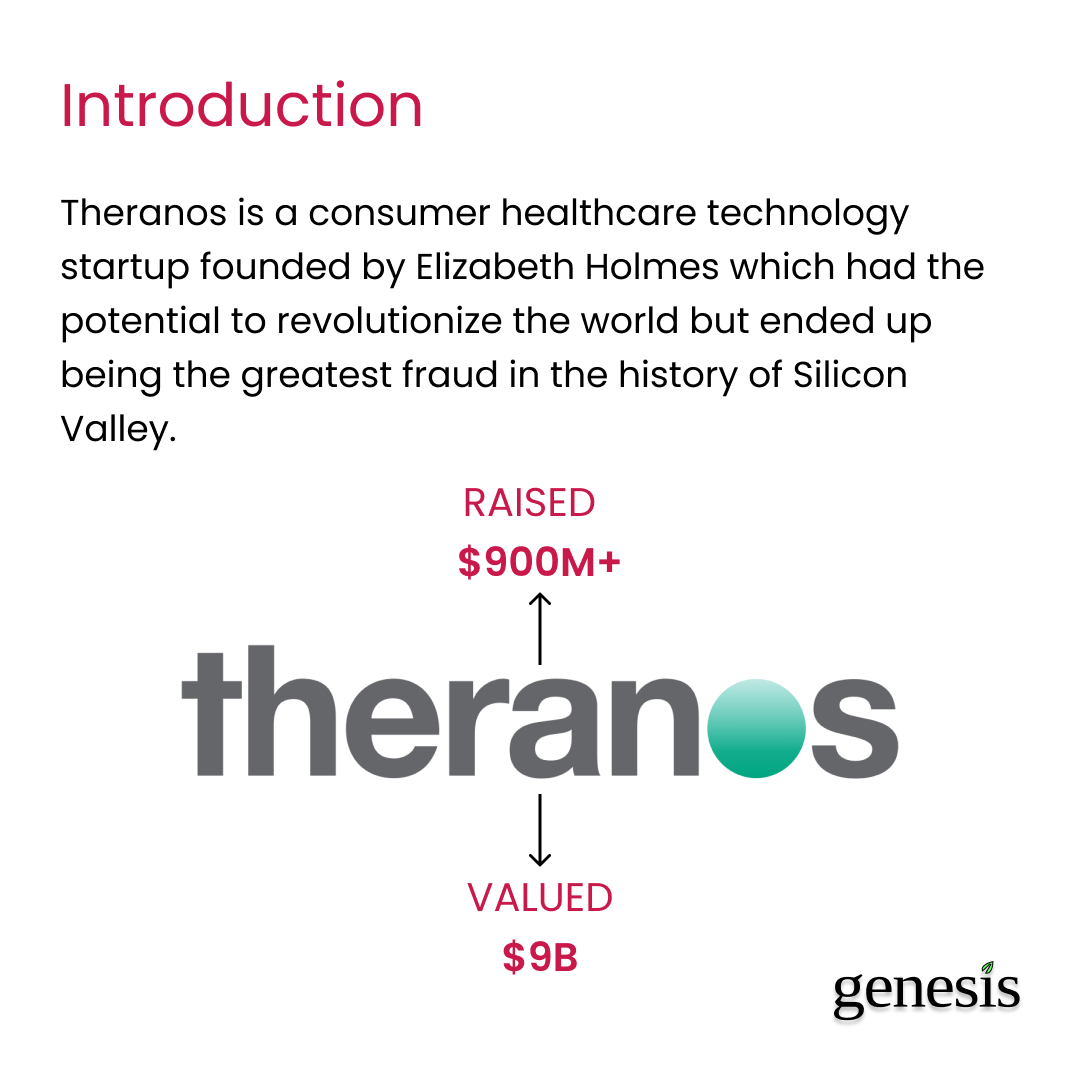 Introduction
Theranos is a consumer healthcare technology
startup founded by Elizabeth Holmes which had the
potential to revolutionize the world but ended up
being the greatest fraud in the history of Silicon
Valley.
RAISED
$900M+
theranos
VALUED
$9B
genesis